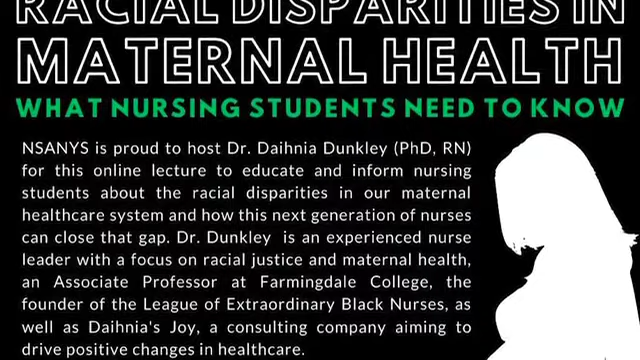 RACIAL DISPARITIES IN
MATERNAL HEALTH
WHAT NURSING STUDENTS NEED TO KNOW
NSANYS is proud to host Dr. Daihnia Dunkley (PhD, RN)
for this online lecture to educate and inform nursing
students about the racial disparities in our maternal
healthcare system and how this next generation of nurses
can close that gap. Dr. Dunkley is an experienced nurse
leader with a focus on racial justice and maternal health,
an Associate Professor at Farmingdale College, the
founder of the League of Extraordinary Black Nurses, as
well as Daihnia's Joy, a consulting company aiming to
drive positive changes in healthcare.